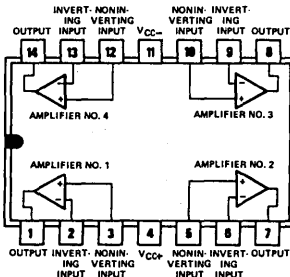 INVERT- NONIN-
ING VERTING
OUTPUT INPUT INPUT VCC-
NONIN- INVERT-
VERTING ING
INPUT INPUT OUTPUT
14 13 12 11 10 9 8
- + + -
AMPLIFIER NO. 4 AMPLIFIER NO. 3
AMPLIFIER NO. 1 AMPLIFIER NO. 2
- + + -
1 2 3 4 5 6 7
OUTPUT INVERT- NONIN- VCC+ NONIN- INVERT- OUTPUT
ING VERTING VERTING ING
INPUT INPUT INPUT INPUT